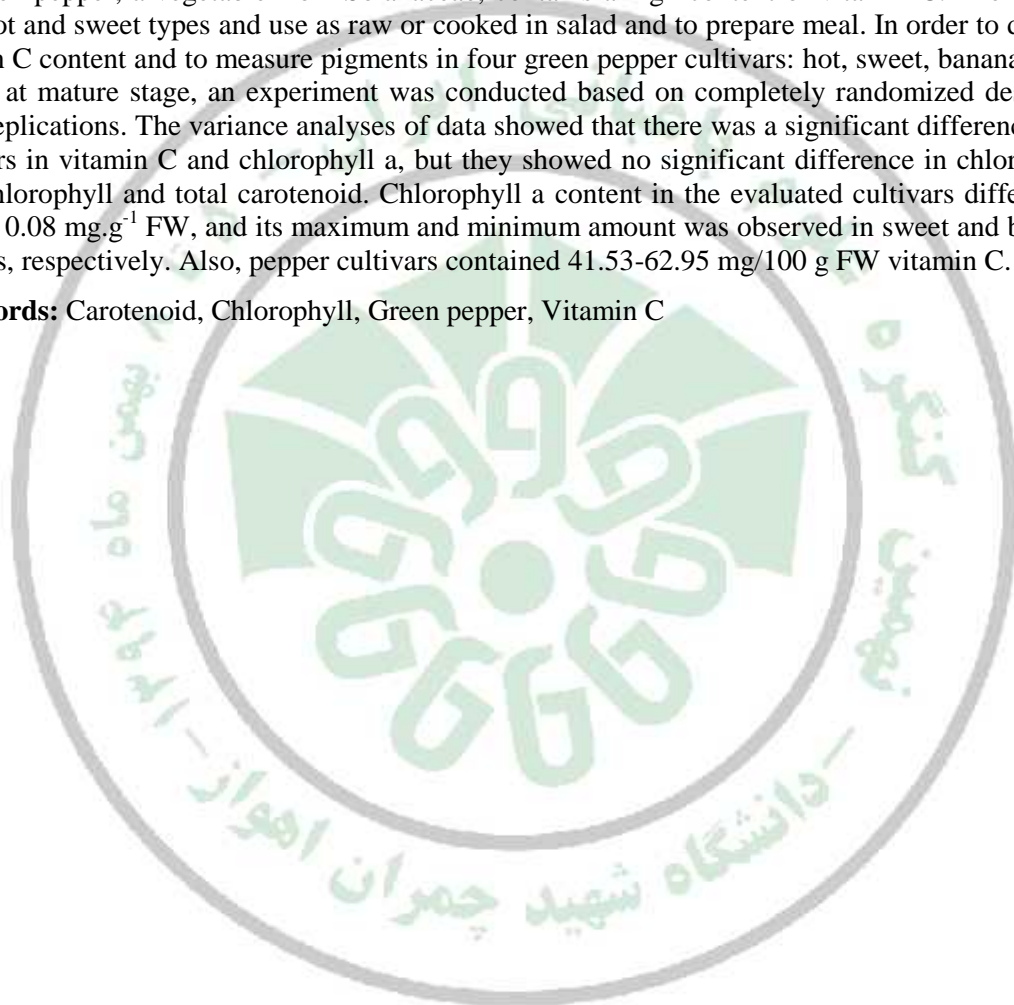 pepper, a vegetable from Solanaceae, contains a high content of vitamin C.
ot and sweet types and use as raw or cooked in salad and to prepare meal. In order to d
n C content and to measure pigments in four green pepper cultivars: hot, sweet, banana
at mature stage, an experiment was conducted based on completely randomized de
eplications. The variance analyses of data showed that there was a significant differenc
rs in vitamin C and chlorophyll a, but they showed no significant difference in chlor
hlorophyll and total carotenoid. Chlorophyll a content in the evaluated cultivars diffe
0.08 mg.g-1 FW, and its maximum and minimum amount was observed in sweet and b
s, respectively. Also, pepper cultivars contained 41.53-62.95 mg/100 g FW vitamin C.
ords: Carotenoid, Chlorophyll, Green pepper, Vitamin C
نهمین کنگره علوم باغبانی ایران
۸ بهمن ماه ۱۳۹۴ -
دانشگاه شهید چمران اهواز -